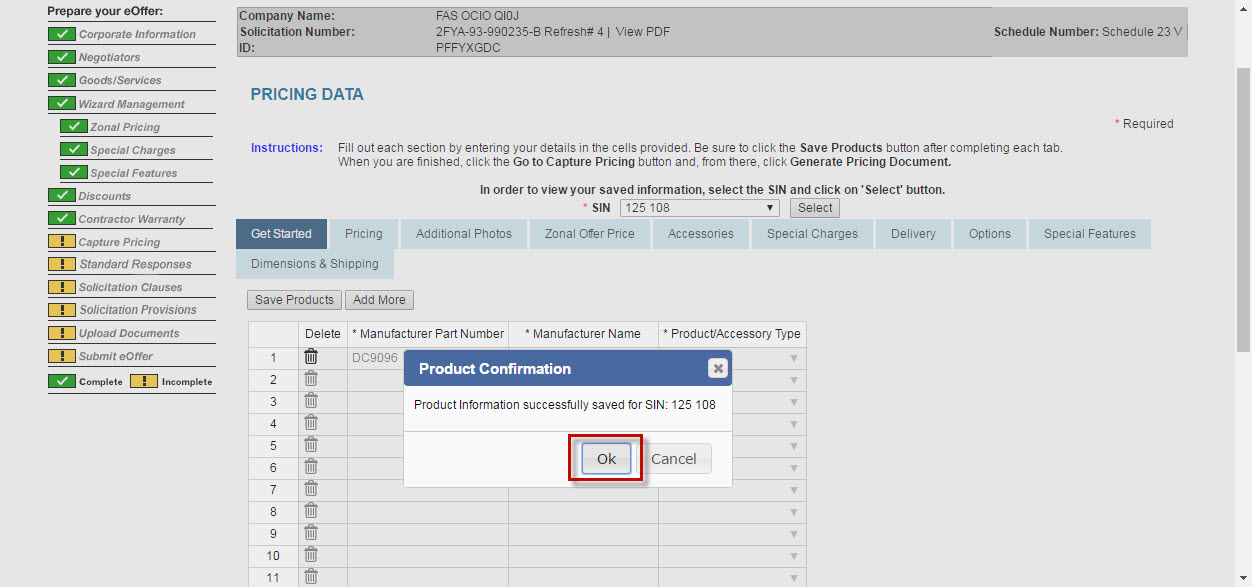 Prepare your eOffer:
Corporate Information
Negotiators
Goods/Services
Wizard Management
Zonal Pricing
Special Charges
Special Features
Discounts
Contractor Warranty
Capture Pricing
Standard Responses
Solicitation Clauses
Solicitation Provisions
Upload Documents
Submit eOffer
Complete ! Incomplete
Company Name: FAS OCIO QI0J
Solicitation Number: 2FYA-93-990235-B Refresh# 4 | View PDF Schedule Number: Schedule 23 V
ID: PFFYXGDC
PRICING DATA
* Required
Instructions: Fill out each section by entering your details in the cells provided. Be sure to click the Save Products button after completing each tab.
When you are finished, click the Go to Capture Pricing button and, from there, click Generate Pricing Document.
In order to view your saved information, select the SIN and click on 'Select' button.
* SIN 125 108 Select
Get Started Pricing Additional Photos Zonal Offer Price Accessories Special Charges Delivery Options Special Features
Dimensions & Shipping
Save Products Add More
Delete * Manufacturer Part Number * Manufacturer Name * Product/Accessory Type
1 DC9096
2
3
4
5
6
7
8
9
10
11
Product Confirmation
Product Information successfully saved for SIN: 125 108
Ok Cancel